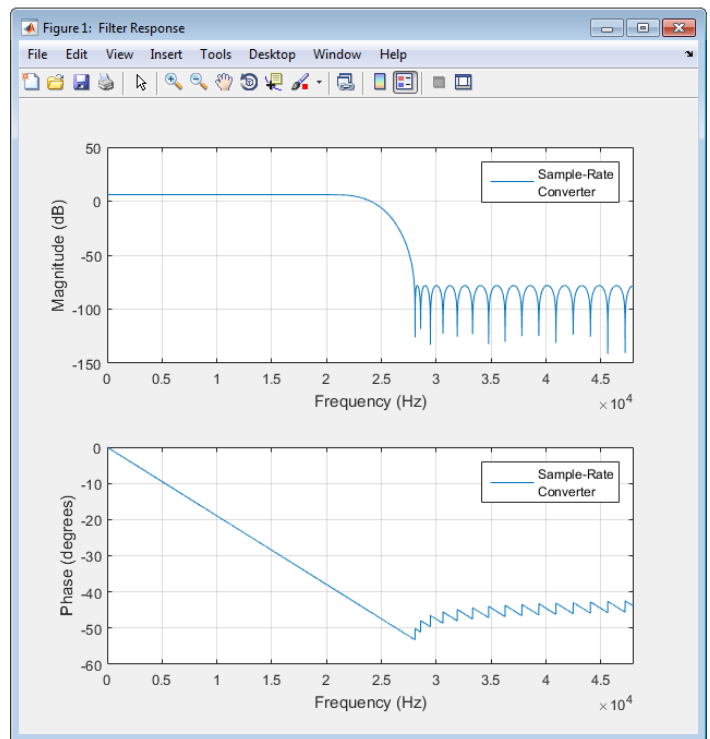 Figure 1: Filter Response
File Edit View Insert Tools Desktop Window Help
50
0
-50
-100
-150
Magnitude (dB)
Sample-Rate
Converter
0 0.5 1 1.5 2 2.5 3 3.5 4 4.5
Frequency (Hz)
×10^4
0
-10
-20
-30
-40
-50
-60
Phase (degrees)
Sample-Rate
Converter
0 0.5 1 1.5 2 2.5 3 3.5 4 4.5
Frequency (Hz)
×10^4